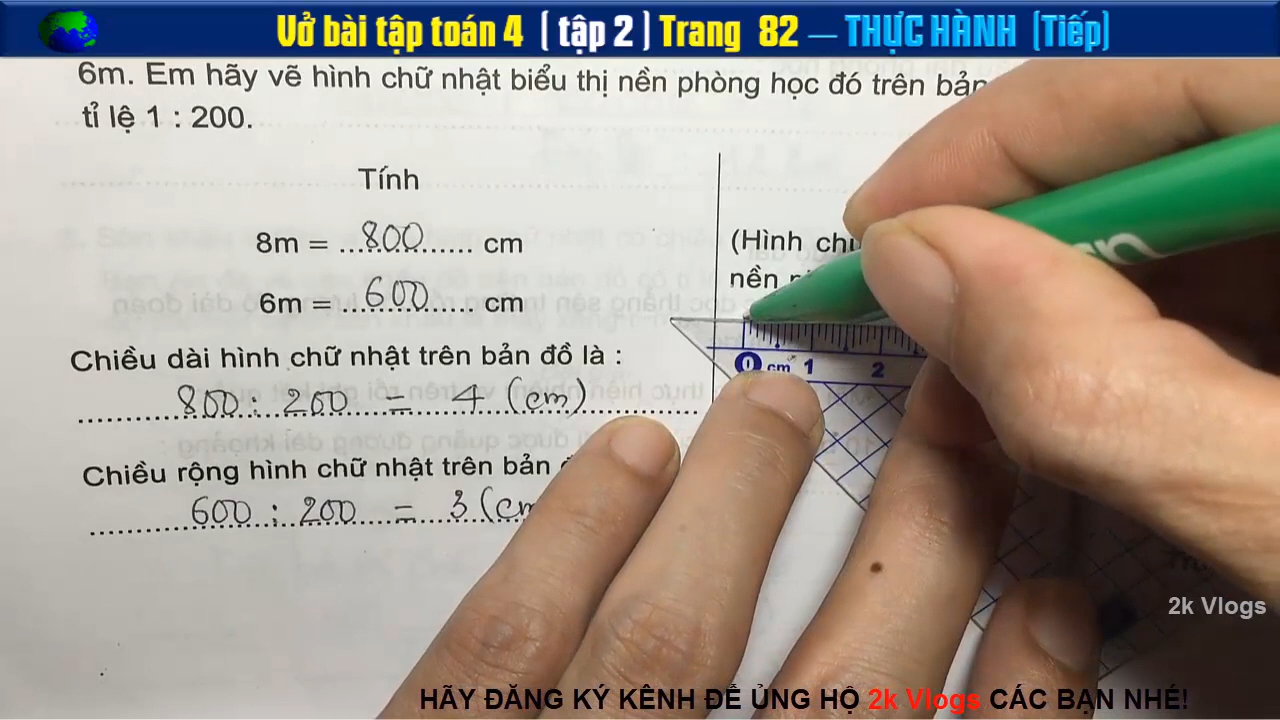 Vở bài tập toán 4 ( tập 2 ) Trang 82 – THỰC HÀNH (Tiếp)
6m. Em hãy vẽ hình chữ nhật biểu thị nền phòng học đó trên bản
tỉ lệ 1 : 200.
Tính
8m = 800 cm
6m = 600 cm
Chiều dài hình chữ nhật trên bản đồ là :
800 : 200 = 4 (cm)
Chiều rộng hình chữ nhật trên bản
600 : 200 = 3 (cm
(Hình chữ
nền
0 cm 1 2
2k Vlogs
HÃY ĐĂNG KÝ KÊNH ĐỂ ỦNG HỘ 2k Vlogs CÁC BẠN NHÉ!